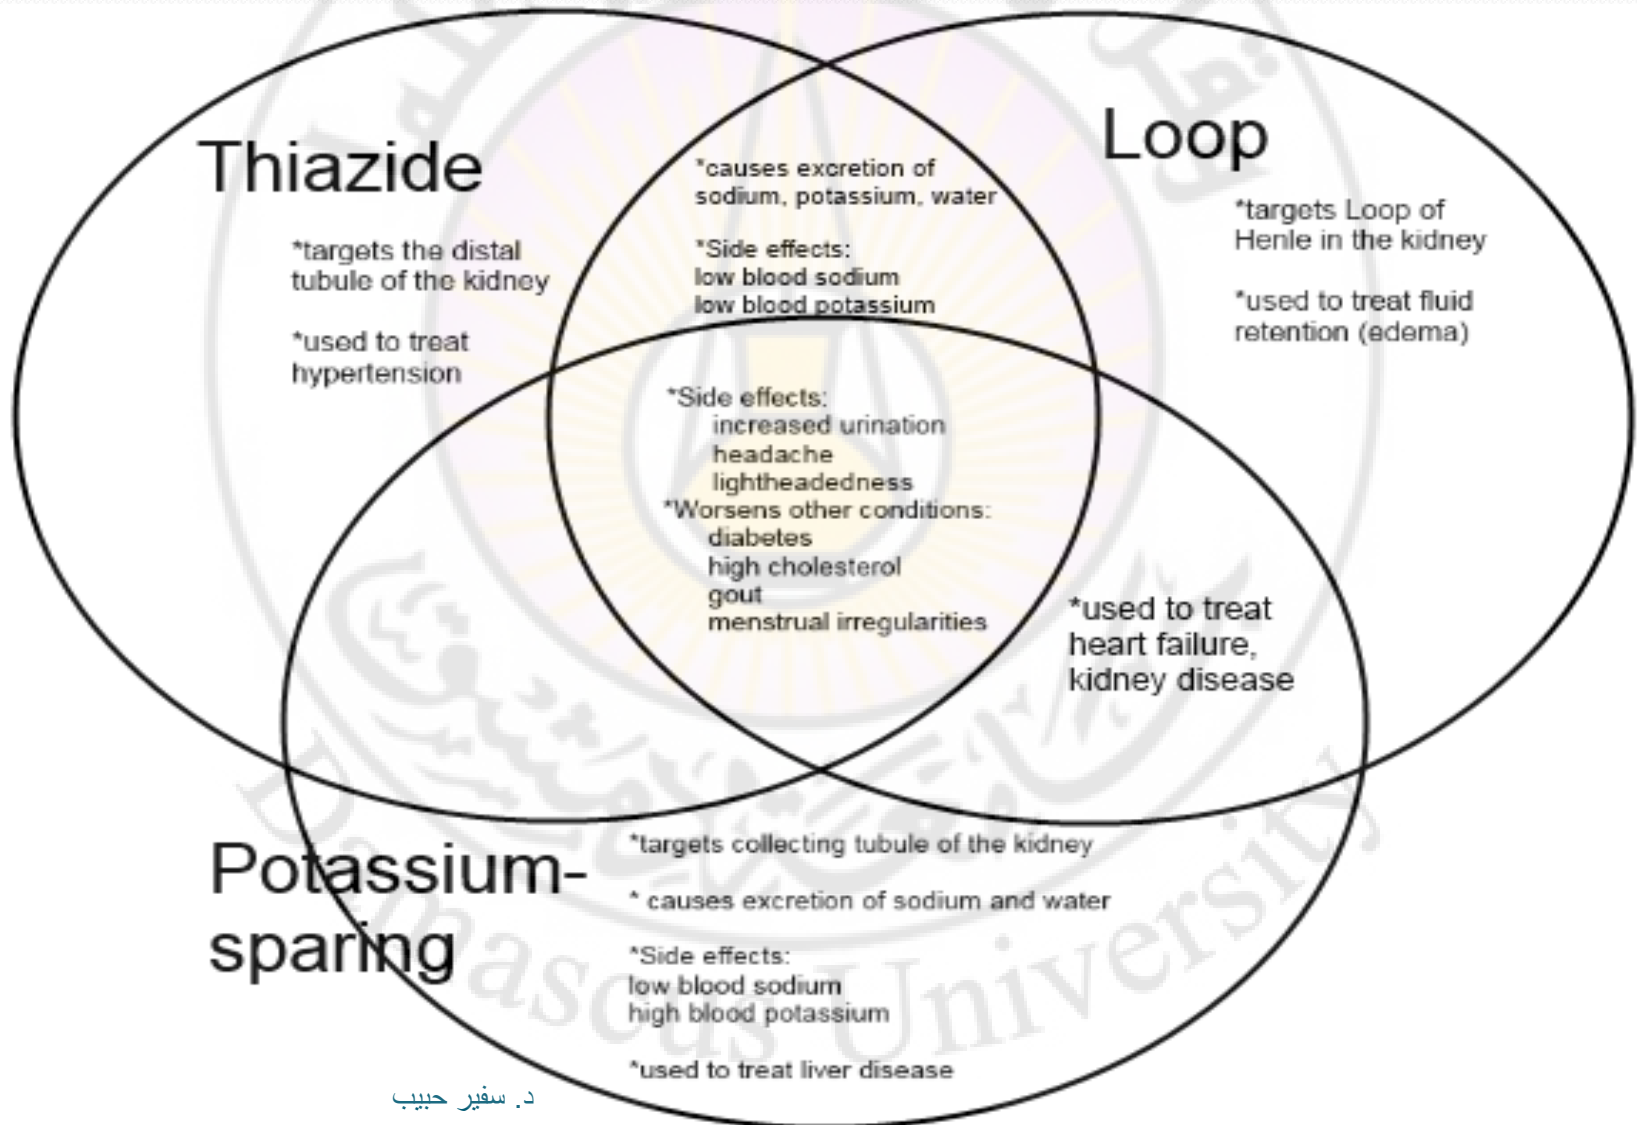 Thiazide
*targets the distal
tubule of the kidney
*used to treat
hypertension
*causes excretion of
sodium, potassium, water
*Side effects:
low blood sodium
low blood potassium
Loop
*targets Loop of
Henle in the kidney
*used to treat fluid
retention (edema)
*Side effects:
increased urination
headache
lightheadedness
*Worsens other conditions:
diabetes
high cholesterol
gout
menstrual irregularities
*used to treat
heart failure,
kidney disease
Potassium-
sparing
*targets collecting tubule of the kidney
* causes excretion of sodium and water
*Side effects:
low blood sodium
high blood potassium
*used to treat liver disease
د. سفير حبيب
Damascus University